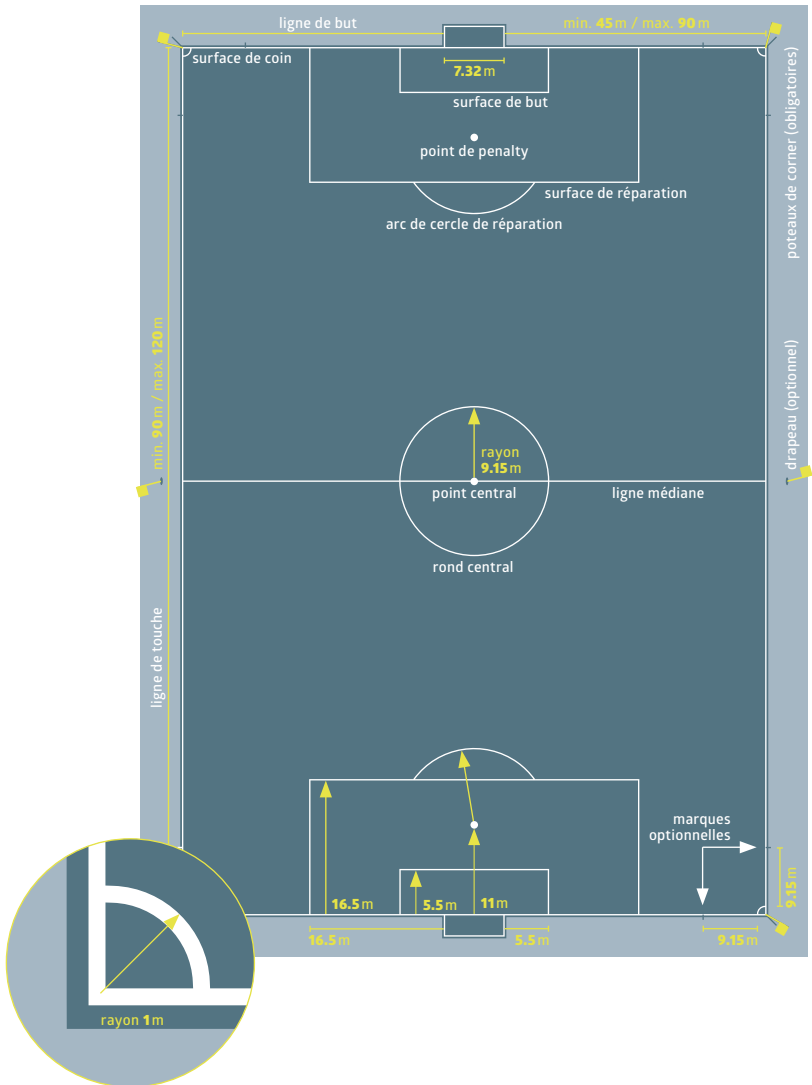 ligne de but
min. 45 m / max. 90 m
surface de coin
7.32 m
surface de but
point de penalty
surface de réparation
arc de cercle de réparation
poteaux de corner (obligatoires)
min. 90 m / max. 120 m
drapeau (optionnel)
rayon
9.15 m
point central
ligne médiane
rond central
ligne de touche
marques
optionnelles
16.5 m
5.5 m
11 m
9.15 m
16.5 m
5.5 m
9.15 m
rayon 1 m